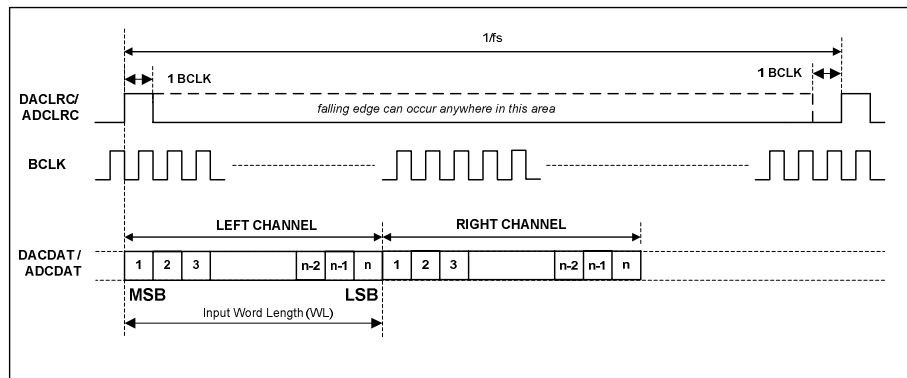 1/fs
1 BCLK
1 BCLK
DACLRC/
ADCLRC
falling edge can occur anywhere in this area
BCLK
LEFT CHANNEL
RIGHT CHANNEL
DACDAT /
ADCDAT
1 2 3 n-2 n-1 n 1 2 3 n-2 n-1 n
MSB LSB
Input Word Length (WL)